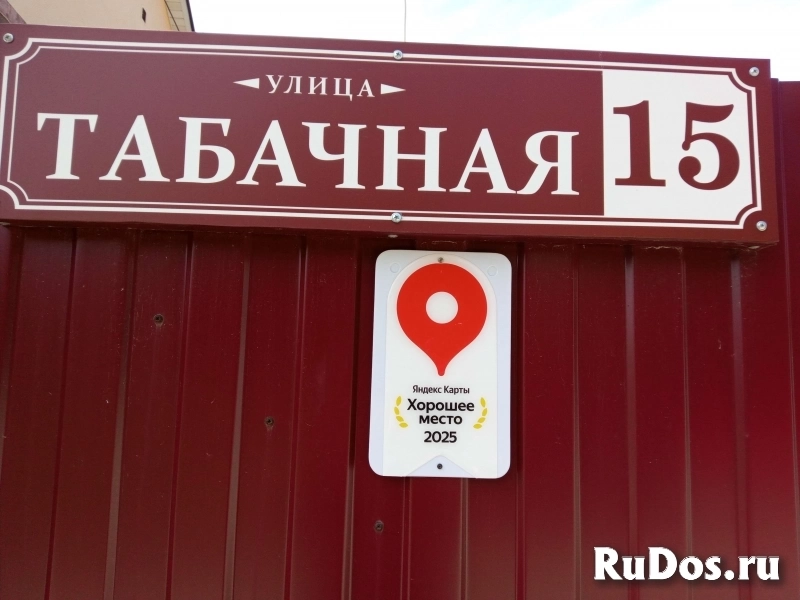 УЛИЦА
ТАБАЧНАЯ 15
Яндекс Карты
Хорошее
место
2025
RuDos.ru